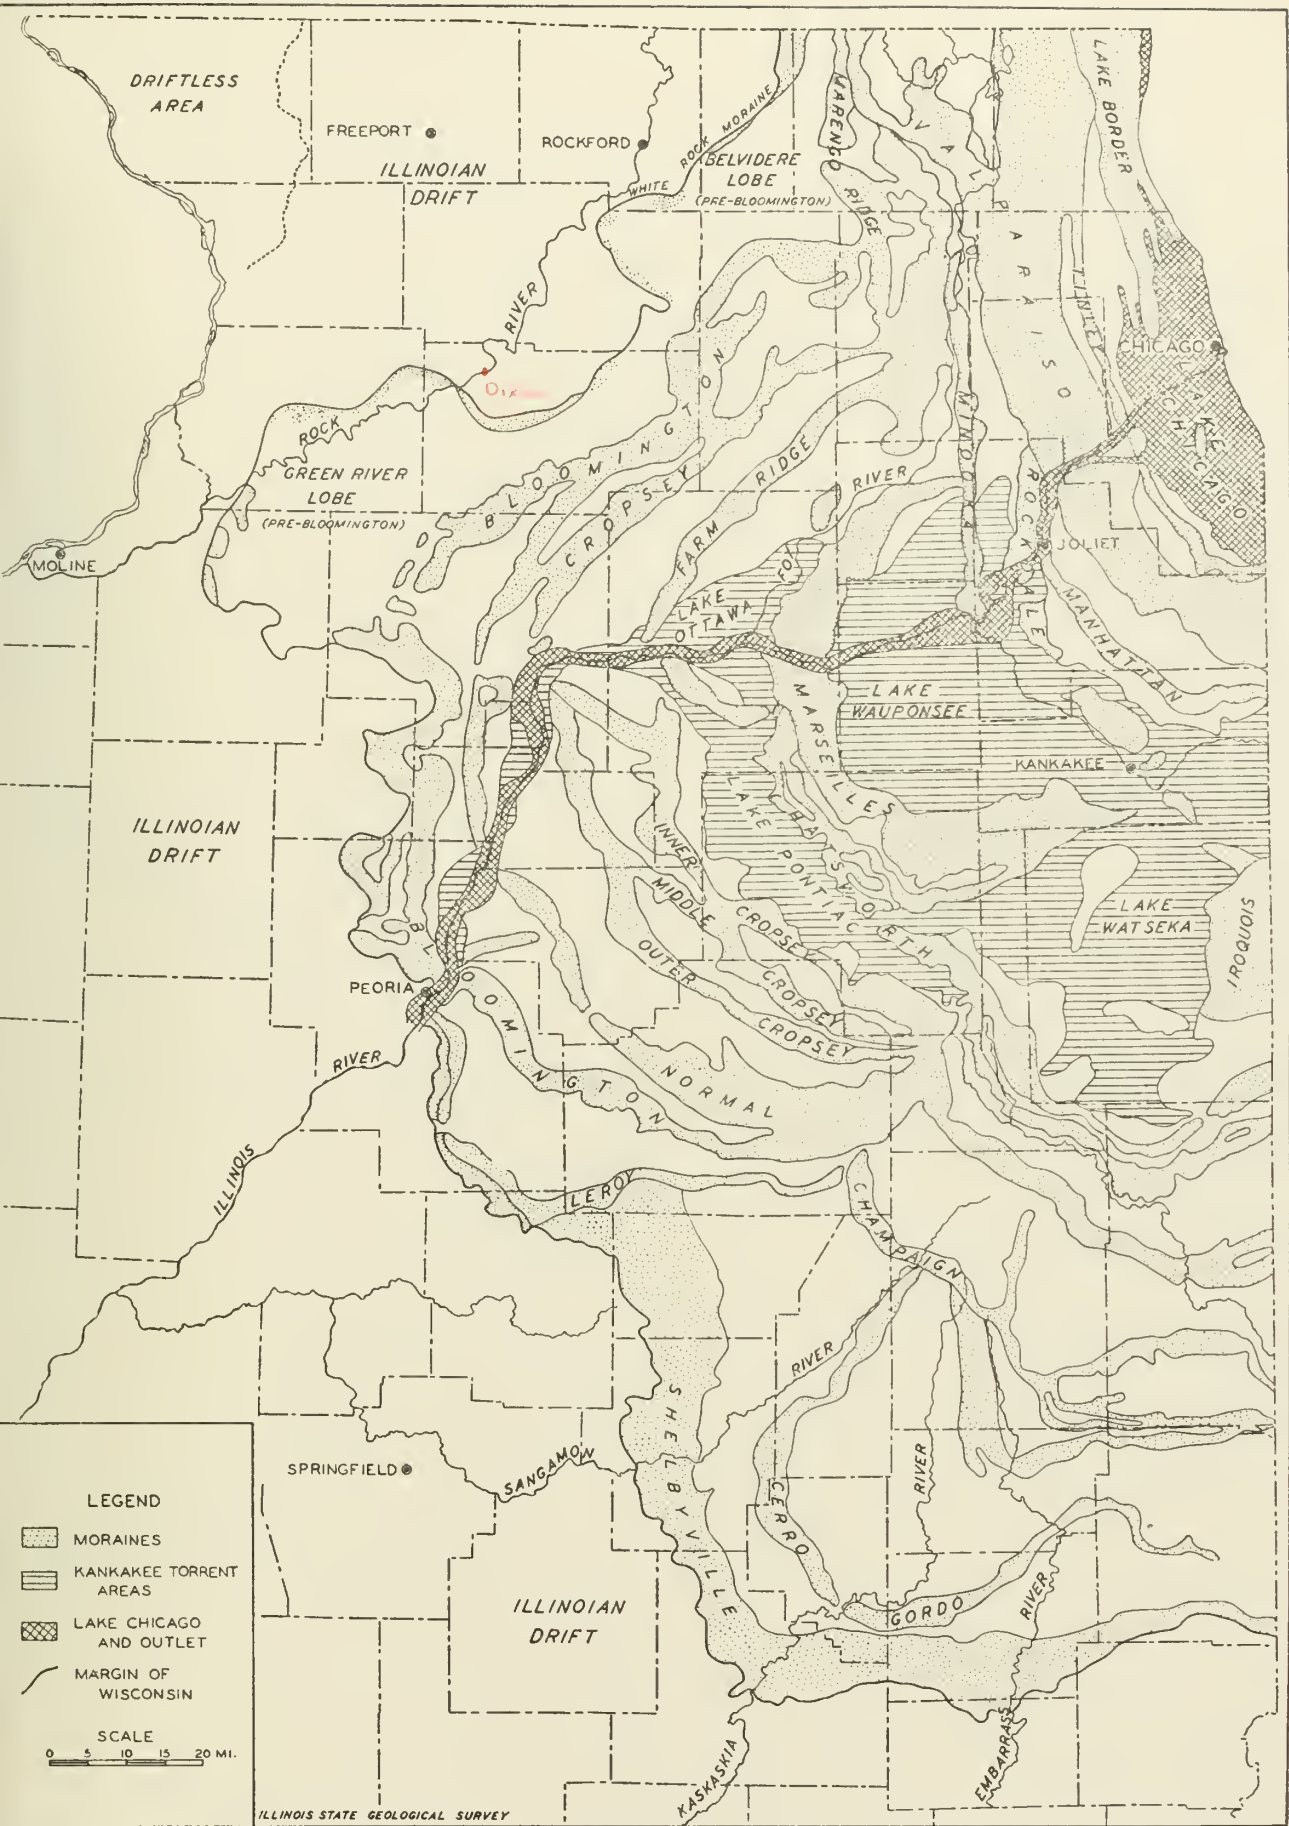 DRIFTLESS
AREA
FREEPORT
ILLINOIAN
DRIFT
ROCKFORD
WHITE ROCK MORAINE
BELVIDERE
LOBE
(PRE-BLOOMINGTON)
MARENGO RIDGE
VALPARAISO
LAKE BORDER
TINLEY
CHICAGO
LAKE
CHICAGO
RIVER
ROCK
GREEN RIVER
LOBE
(PRE-BLOOMINGTON)
MOLINE
BLOOMINGTON
CROPSEY
FARM RIDGE
FOX RIVER
MINOOKA
ROCKDALE
JOLIET
MANHATTAN
LAKE
OTTAWA
LAKE
WAUPONSEE
MARSEILLES
KANKAKEE
ILLINOIAN
DRIFT
LAKE PONTIAC
CHATSWORTH
INNER CROPSEY
MIDDLE CROPSEY
OUTER CROPSEY
LAKE
WATSEKA
IROQUOIS
PEORIA
BLOOMINGTON
NORMAL
ILLINOIS RIVER
LEROY
CHAMPAIGN
SHELBYVILLE
RIVER
SPRINGFIELD
SANGAMON
CERRO GORDO
RIVER
RIVER
ILLINOIAN
DRIFT
KASKASKIA
EMBARRASS
LEGEND
MORAINES
KANKAKEE TORRENT
AREAS
LAKE CHICAGO
AND OUTLET
MARGIN OF
WISCONSIN
SCALE
0 5 10 15 20 MI.
ILLINOIS STATE GEOLOGICAL SURVEY